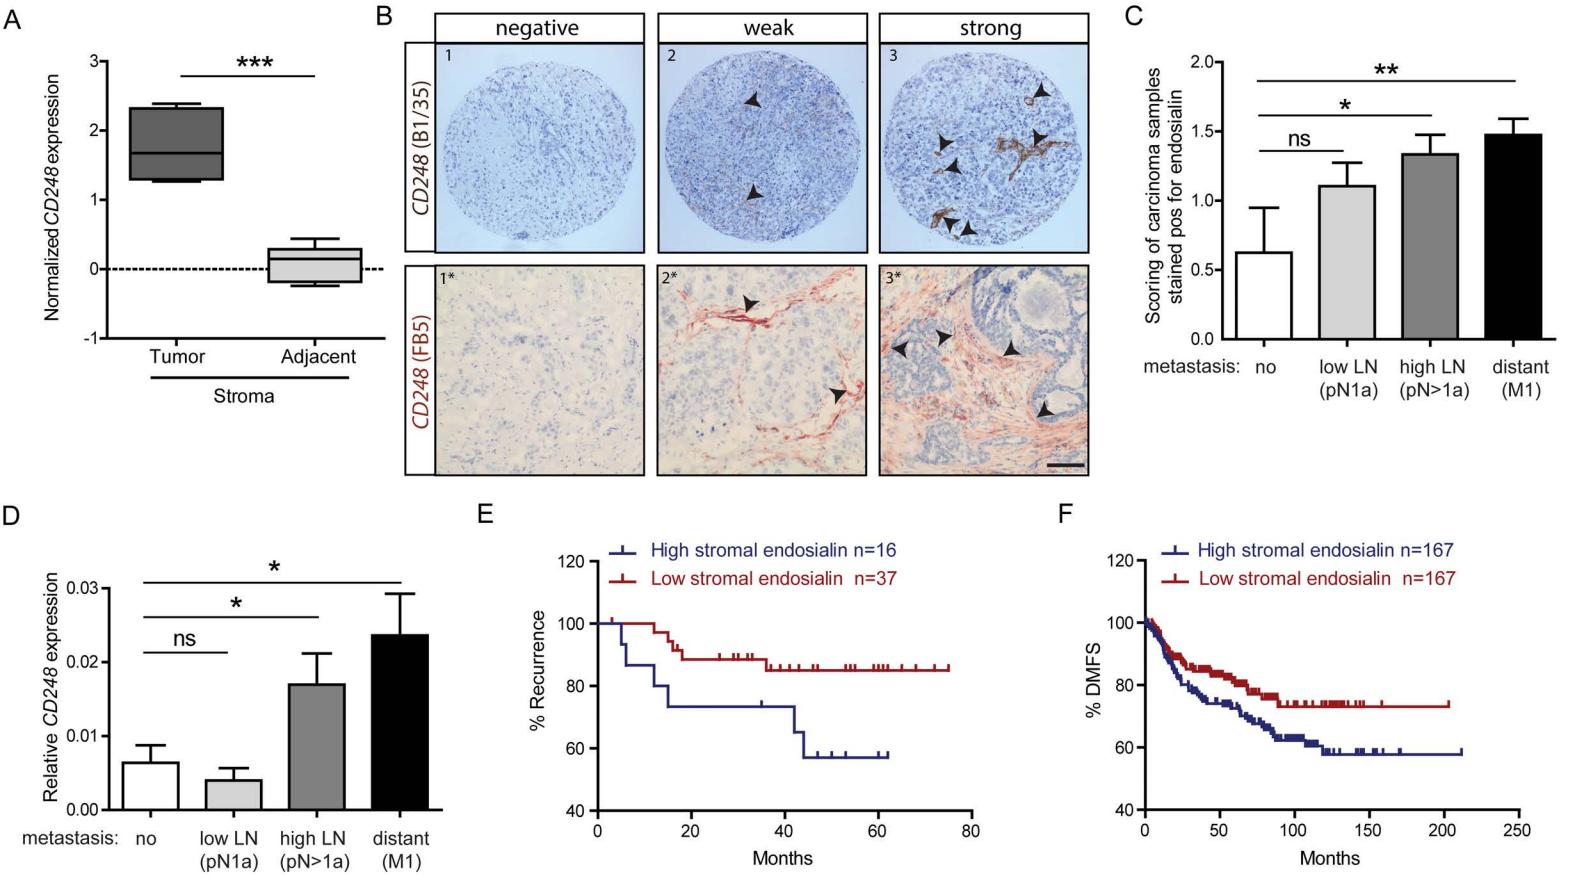 A
Normalized CD248 expression
3
2
1
0
-1
***
Tumor
Adjacent
Stroma
B
negative
weak
strong
CD248 (B1/35)
1
2
3
CD248 (FB5)
1*
2*
3*
C
Scoring of carcinoma samples
stained pos for endosialin
2.0
1.5
1.0
0.5
0.0
**
*
ns
metastasis: no low LN high LN distant
(pN1a) (pN>1a) (M1)
D
Relative CD248 expression
0.03
0.02
0.01
0.00
*
*
ns
metastasis: no low LN high LN distant
(pN1a) (pN>1a) (M1)
E
High stromal endosialin n=16
Low stromal endosialin n=37
% Recurrence
120
100
80
60
40
0 20 40 60 80
Months
F
High stromal endosialin n=167
Low stromal endosialin n=167
% DMFS
120
100
80
60
40
0 50 100 150 200 250
Months